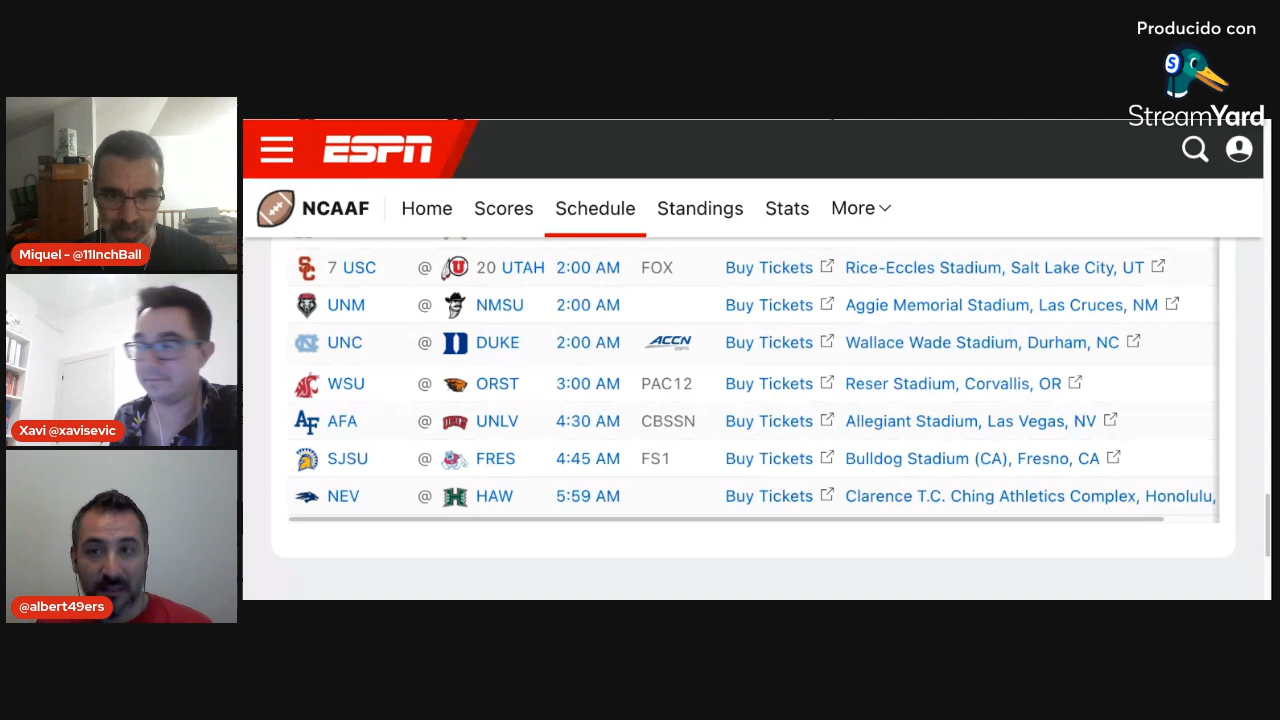 Producido con
StreamYard
ESPN
NCAAF Home Scores Schedule Standings Stats More
7 USC @ 20 UTAH 2:00 AM FOX Buy Tickets Rice-Eccles Stadium, Salt Lake City, UT
UNM @ NMSU 2:00 AM Buy Tickets Aggie Memorial Stadium, Las Cruces, NM
UNC @ DUKE 2:00 AM ACCN ESPN Buy Tickets Wallace Wade Stadium, Durham, NC
WSU @ ORST 3:00 AM PAC12 Buy Tickets Reser Stadium, Corvallis, OR
AFA @ UNLV 4:30 AM CBSSN Buy Tickets Allegiant Stadium, Las Vegas, NV
SJSU @ FRES 4:45 AM FS1 Buy Tickets Bulldog Stadium (CA), Fresno, CA
NEV @ HAW 5:59 AM Buy Tickets Clarence T.C. Ching Athletics Complex, Honolulu,
Miquel - @11InchBall
Xavi @xavisevic
@albert49ers